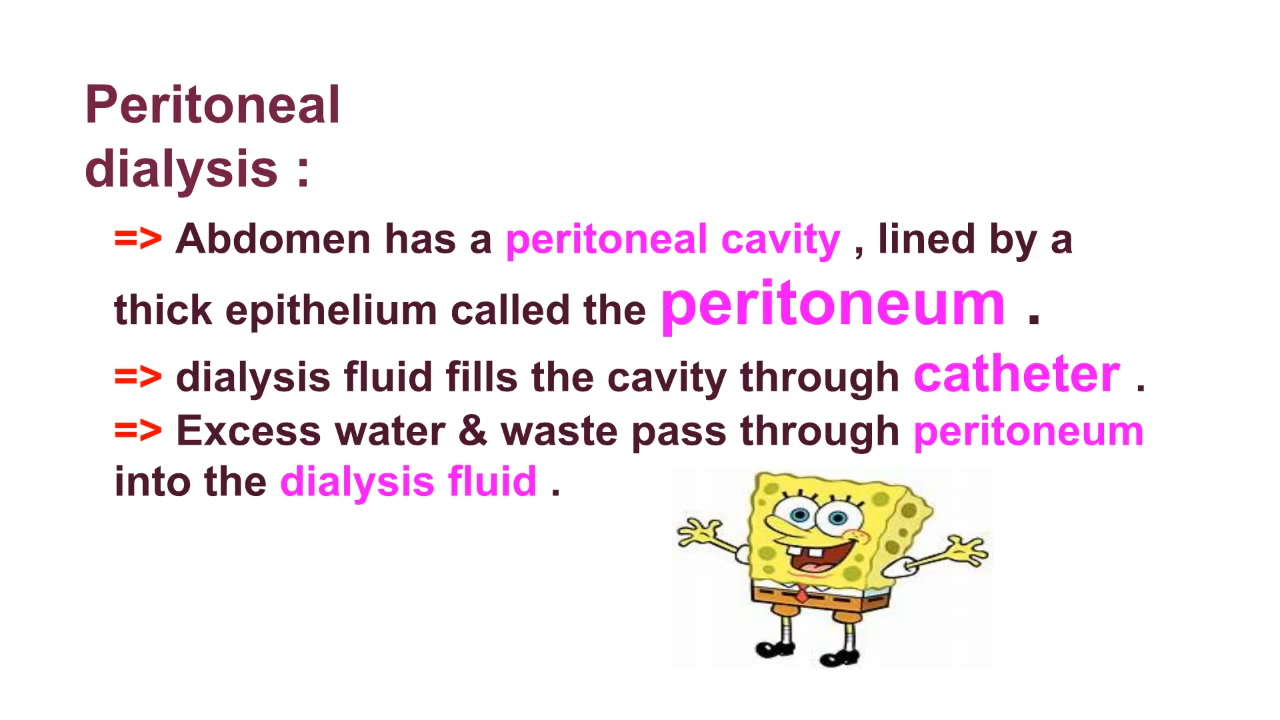 Peritoneal
dialysis :
=> Abdomen has a peritoneal cavity , lined by a
thick epithelium called the peritoneum .
=> dialysis fluid fills the cavity through catheter .
=> Excess water & waste pass through peritoneum
into the dialysis fluid .